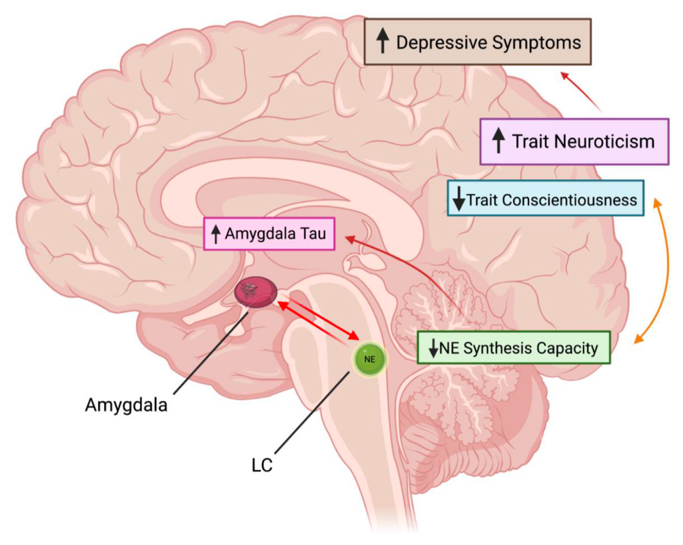 ↑ Depressive Symptoms
↑ Trait Neuroticism
↓Trait Conscientiousness
↑ Amygdala Tau
↓NE Synthesis Capacity
NE
Amygdala
LC